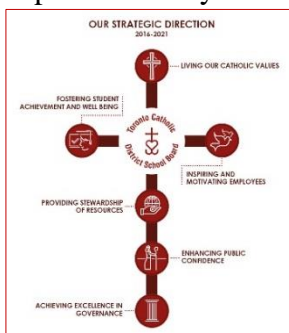 OUR STRATEGIC DIRECTION
2016-2021
LIVING OUR CATHOLIC VALUES
FOSTERING STUDENT
ACHIEVEMENT AND WELL BEING
Toronto Catholic
District School Board
INSPIRING AND
MOTIVATING EMPLOYEES
PROVIDING STEWARDSHIP
OF RESOURCES
ENHANCING PUBLIC
CONFIDENCE
ACHIEVING EXCELLENCE IN
GOVERNANCE